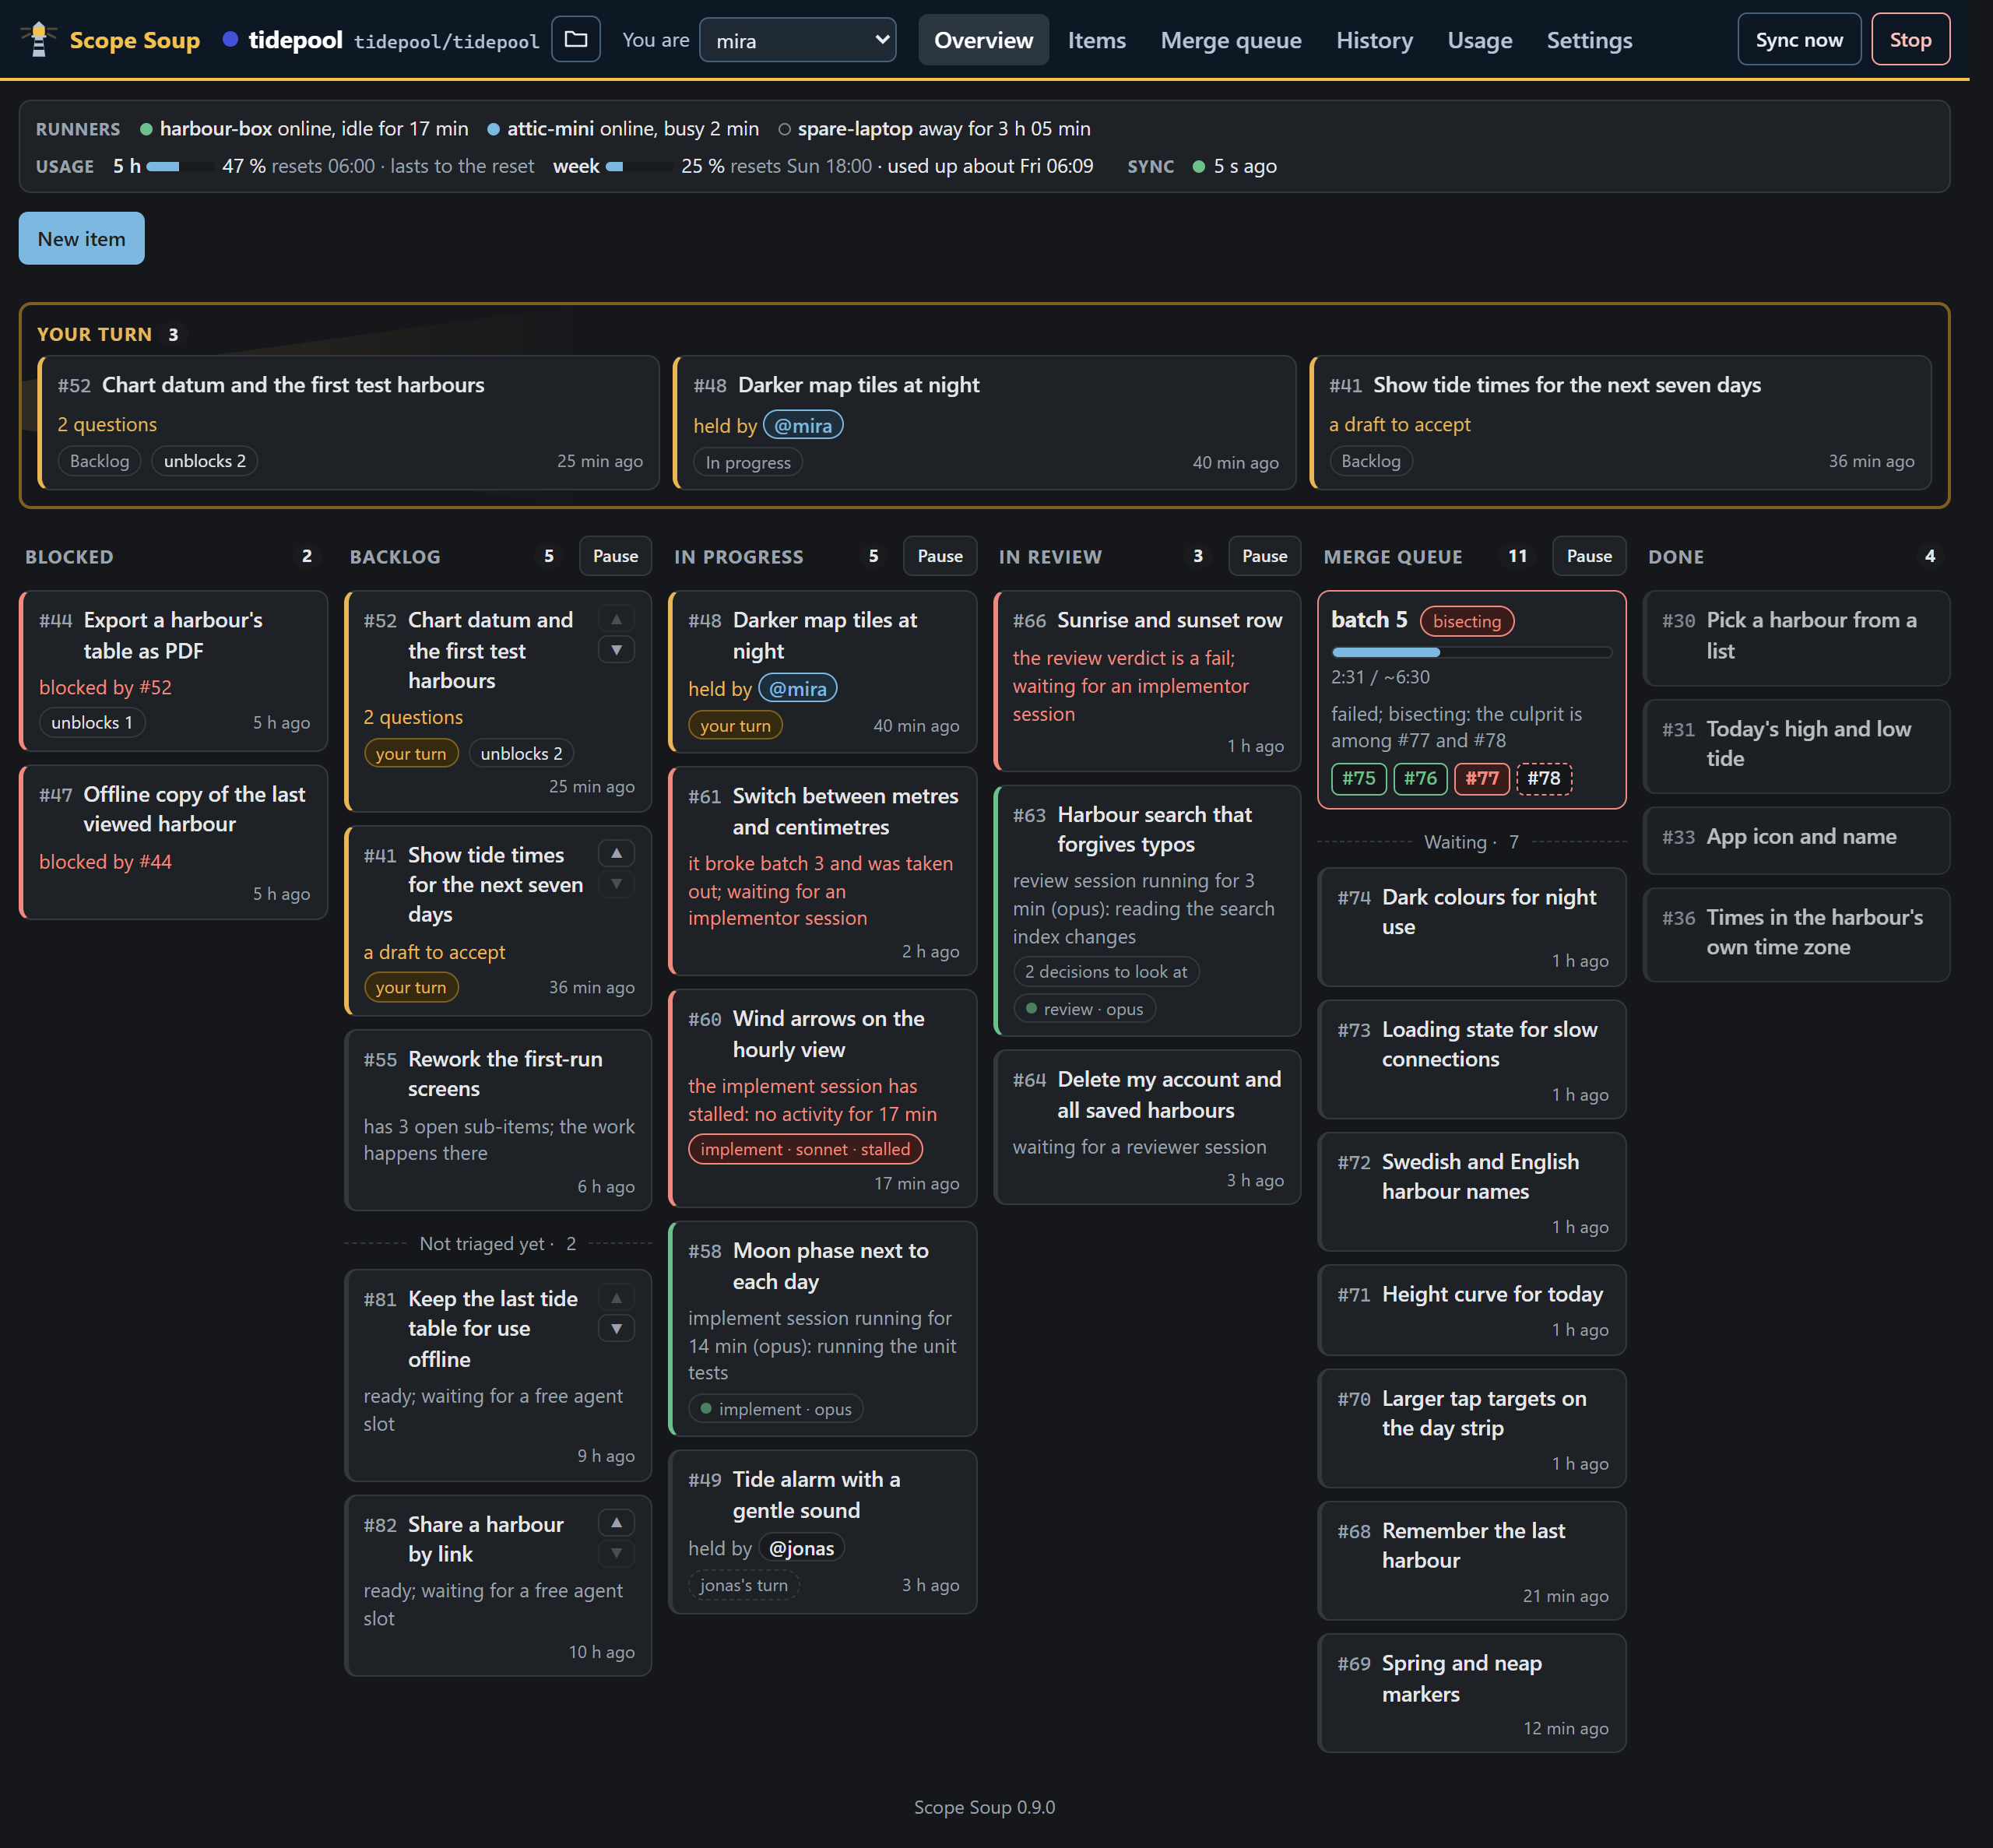 Scope Soup tidepool tidepool/tidepool You are mira Overview Items Merge queue History Usage Settings Sync now Stop
RUNNERS harbour-box online, idle for 17 min attic-mini online, busy 2 min spare-laptop away for 3 h 05 min
USAGE 5 h 47 % resets 06:00 · lasts to the reset week 25 % resets Sun 18:00 · used up about Fri 06:09 SYNC 5 s ago
New item
YOUR TURN 3
#52 Chart datum and the first test harbours
2 questions
Backlog unblocks 2 25 min ago
#48 Darker map tiles at night
held by @mira
In progress 40 min ago
#41 Show tide times for the next seven days
a draft to accept
Backlog 36 min ago
BLOCKED 2
#44 Export a harbour's
table as PDF
blocked by #52
unblocks 1 5 h ago
#47 Offline copy of the last
viewed harbour
blocked by #44
5 h ago
BACKLOG 5 Pause
#52 Chart datum and
the first test
harbours
▲
▼
2 questions
your turn unblocks 2
25 min ago
#41 Show tide times
for the next seven
days
▲
▼
a draft to accept
your turn 36 min ago
#55 Rework the first-run
screens
has 3 open sub-items; the work
happens there
6 h ago
Not triaged yet · 2
#81 Keep the last tide
table for use
offline
▲
▼
ready; waiting for a free agent
slot
9 h ago
#82 Share a harbour
by link
▲
▼
ready; waiting for a free agent
slot
10 h ago
IN PROGRESS 5 Pause
#48 Darker map tiles at
night
held by @mira
your turn 40 min ago
#61 Switch between metres
and centimetres
it broke batch 3 and was taken
out; waiting for an
implementor session
2 h ago
#60 Wind arrows on the
hourly view
the implement session has
stalled: no activity for 17 min
implement · sonnet · stalled
17 min ago
#58 Moon phase next to
each day
implement session running for
14 min (opus): running the unit
tests
implement · opus
#49 Tide alarm with a
gentle sound
held by @jonas
jonas's turn 3 h ago
IN REVIEW 3 Pause
#66 Sunrise and sunset row
the review verdict is a fail;
waiting for an implementor
session
1 h ago
#63 Harbour search that
forgives typos
review session running for 3
min (opus): reading the search
index changes
2 decisions to look at
review · opus
#64 Delete my account and
all saved harbours
waiting for a reviewer session
3 h ago
MERGE QUEUE 11 Pause
batch 5 bisecting
2:31 / ~6:30
failed; bisecting: the culprit is
among #77 and #78
#75 #76 #77 #78
Waiting · 7
#74 Dark colours for night
use
1 h ago
#73 Loading state for slow
connections
1 h ago
#72 Swedish and English
harbour names
1 h ago
#71 Height curve for today
1 h ago
#70 Larger tap targets on
the day strip
1 h ago
#68 Remember the last
harbour
21 min ago
#69 Spring and neap
markers
12 min ago
DONE 4
#30 Pick a harbour from a
list
#31 Today's high and low
tide
#33 App icon and name
#36 Times in the harbour's
own time zone
Scope Soup 0.9.0